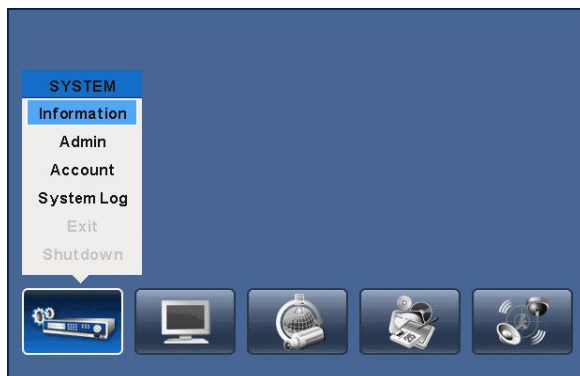 SYSTEM
Information
Admin
Account
System Log
Exit
Shutdown